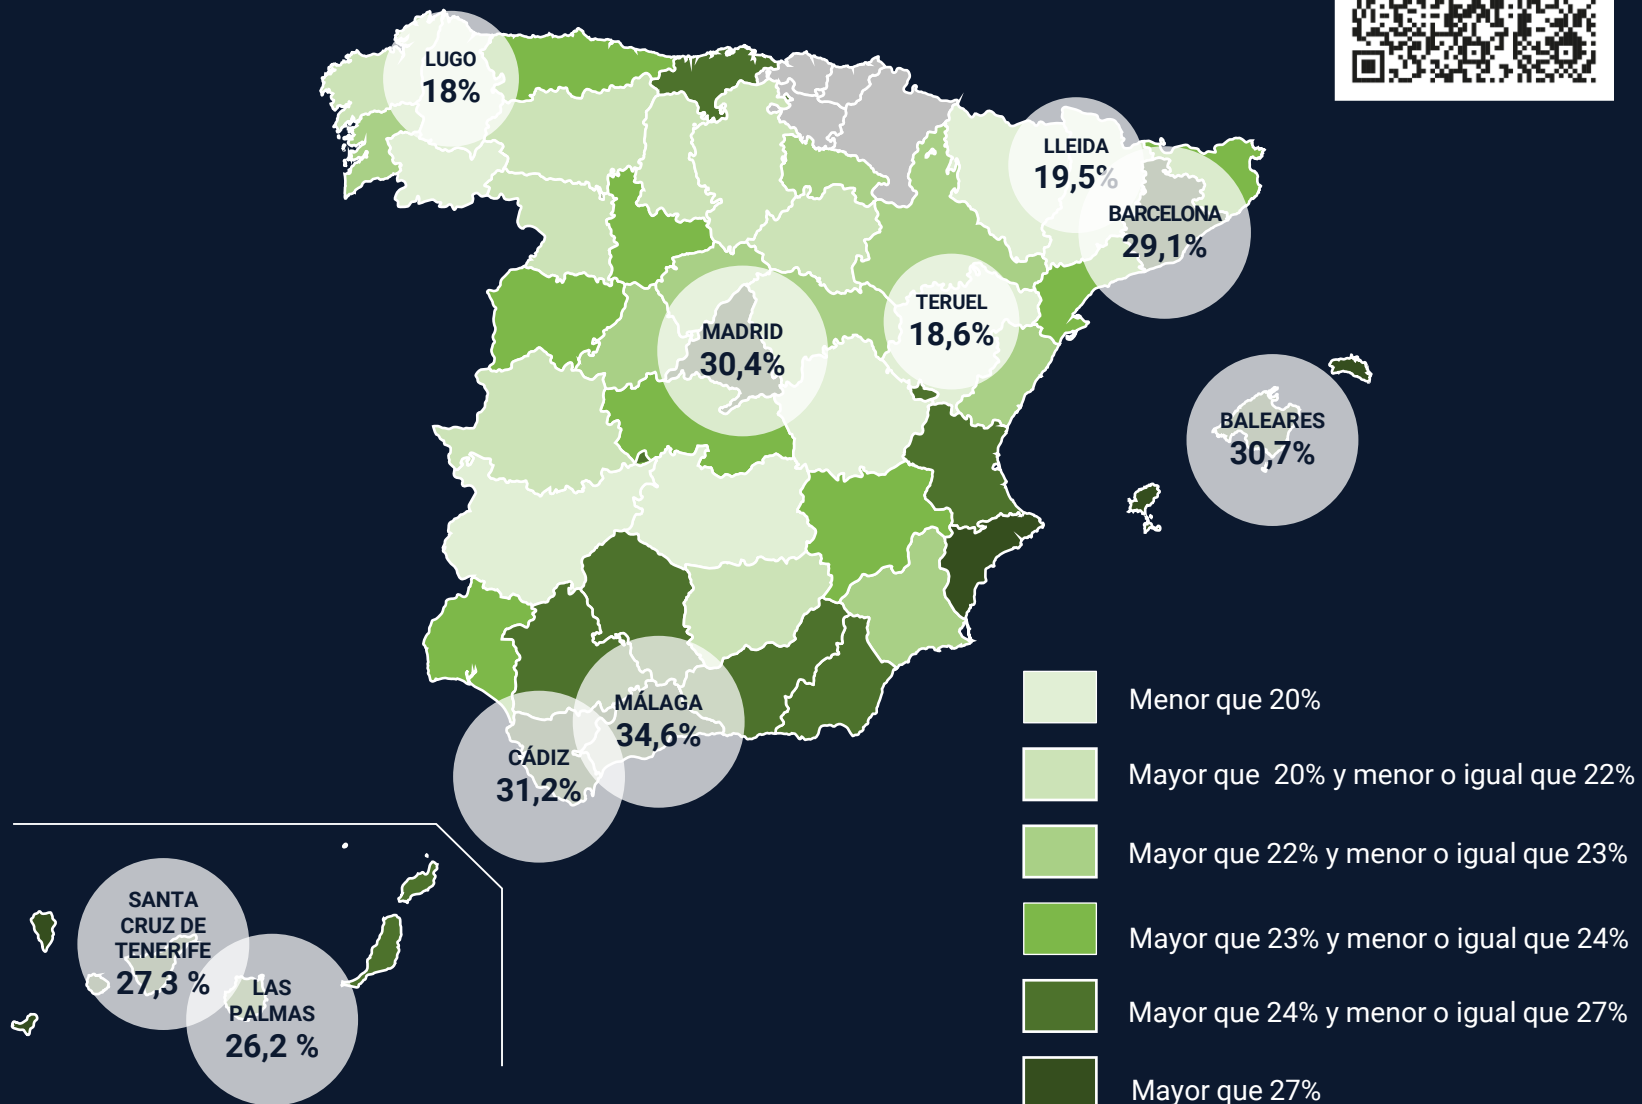 LUGO
18%
LLEIDA
19,5%
BARCELONA
29,1%
TERUEL
18,6%
MADRID
30,4%
BALEARES
30,7%
MÁLAGA
34,6%
CÁDIZ
31,2%
SANTA
CRUZ DE
TENERIFE
27,3 %
LAS
PALMAS
26,2 %
Menor que 20%
Mayor que 20% y menor o igual que 22%
Mayor que 22% y menor o igual que 23%
Mayor que 23% y menor o igual que 24%
Mayor que 24% y menor o igual que 27%
Mayor que 27%